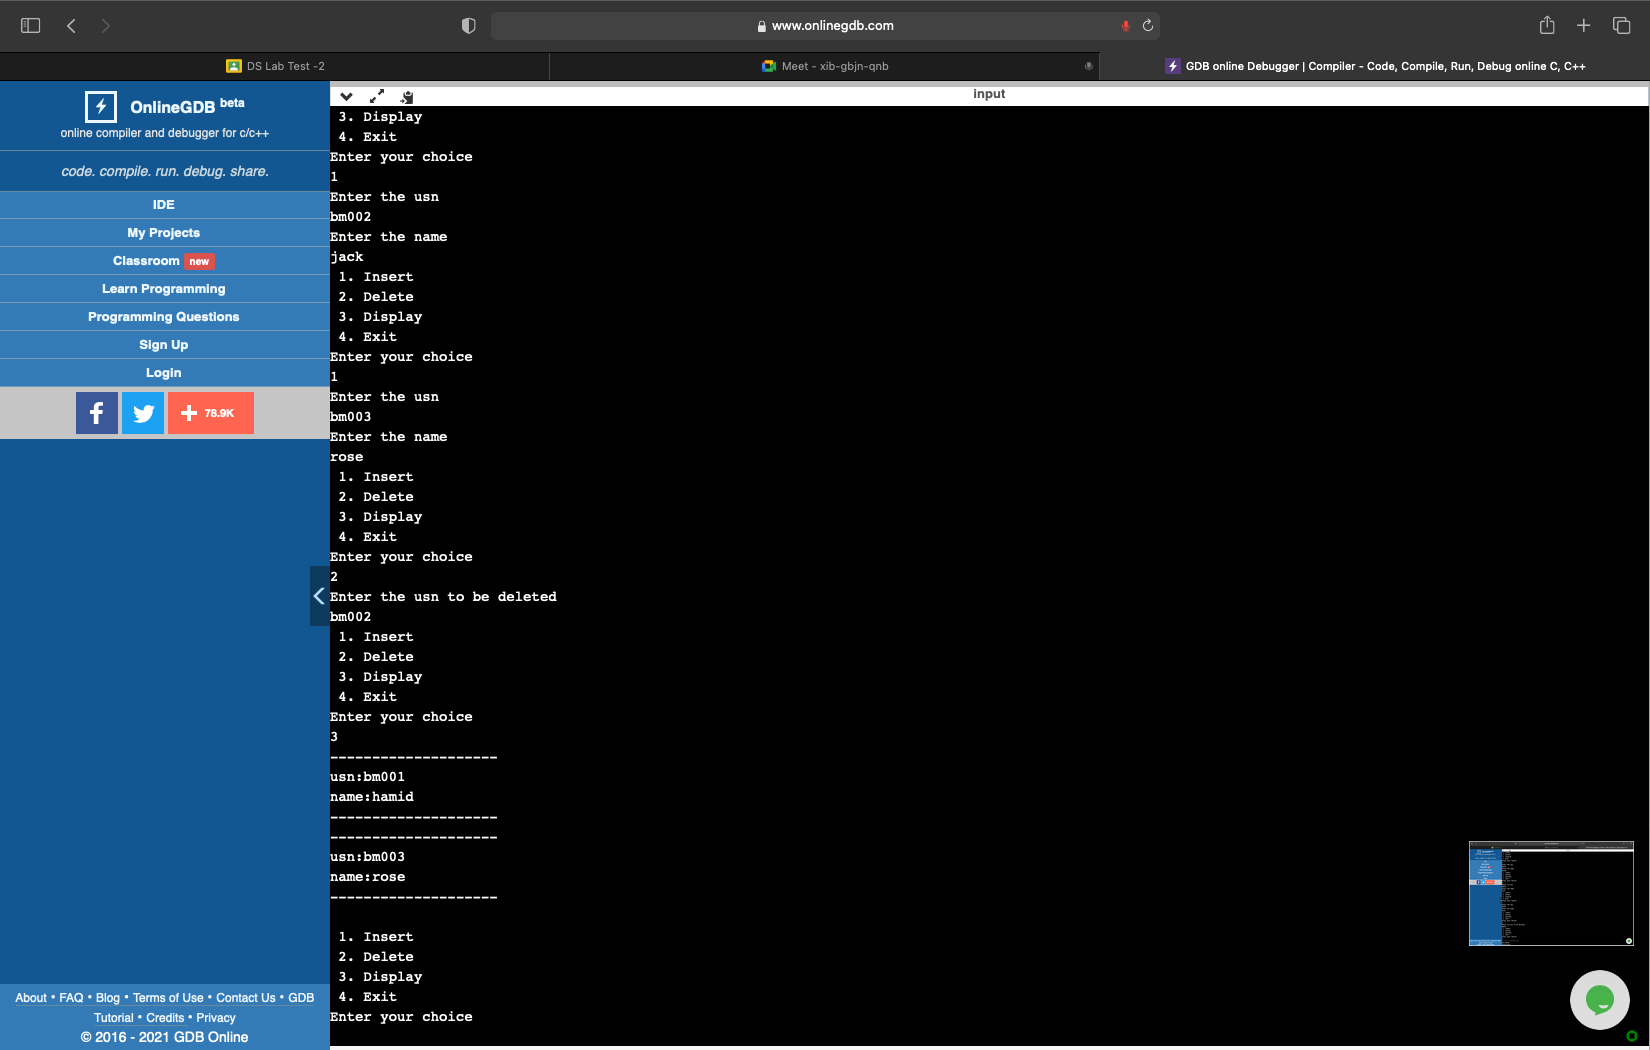 www.onlinegdb.com
DS Lab Test -2
Meet - xib-gbjn-qnb
GDB online Debugger | Compiler - Code, Compile, Run, Debug online C, C++
OnlineGDB beta
online compiler and debugger for c/c++
code. compile. run. debug. share.
IDE
My Projects
Classroom new
Learn Programming
Programming Questions
Sign Up
Login
78.9K
About • FAQ • Blog • Terms of Use • Contact Us • GDB
Tutorial • Credits • Privacy
© 2016 - 2021 GDB Online
input
3. Display
4. Exit
Enter your choice
1
Enter the usn
bm002
Enter the name
jack
1. Insert
2. Delete
3. Display
4. Exit
Enter your choice
1
Enter the usn
bm003
Enter the name
rose
1. Insert
2. Delete
3. Display
4. Exit
Enter your choice
2
Enter the usn to be deleted
bm002
1. Insert
2. Delete
3. Display
4. Exit
Enter your choice
3
--------------------
usn:bm001
name:hamid
--------------------
--------------------
usn:bm003
name:rose
--------------------
1. Insert
2. Delete
3. Display
4. Exit
Enter your choice